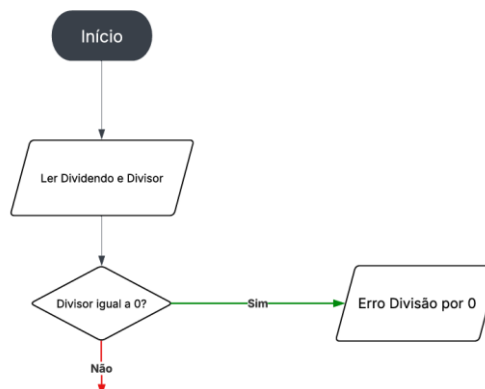 Início
Ler Dividendo e Divisor
Divisor igual a 0?
Sim
Erro Divisão por 0
Não